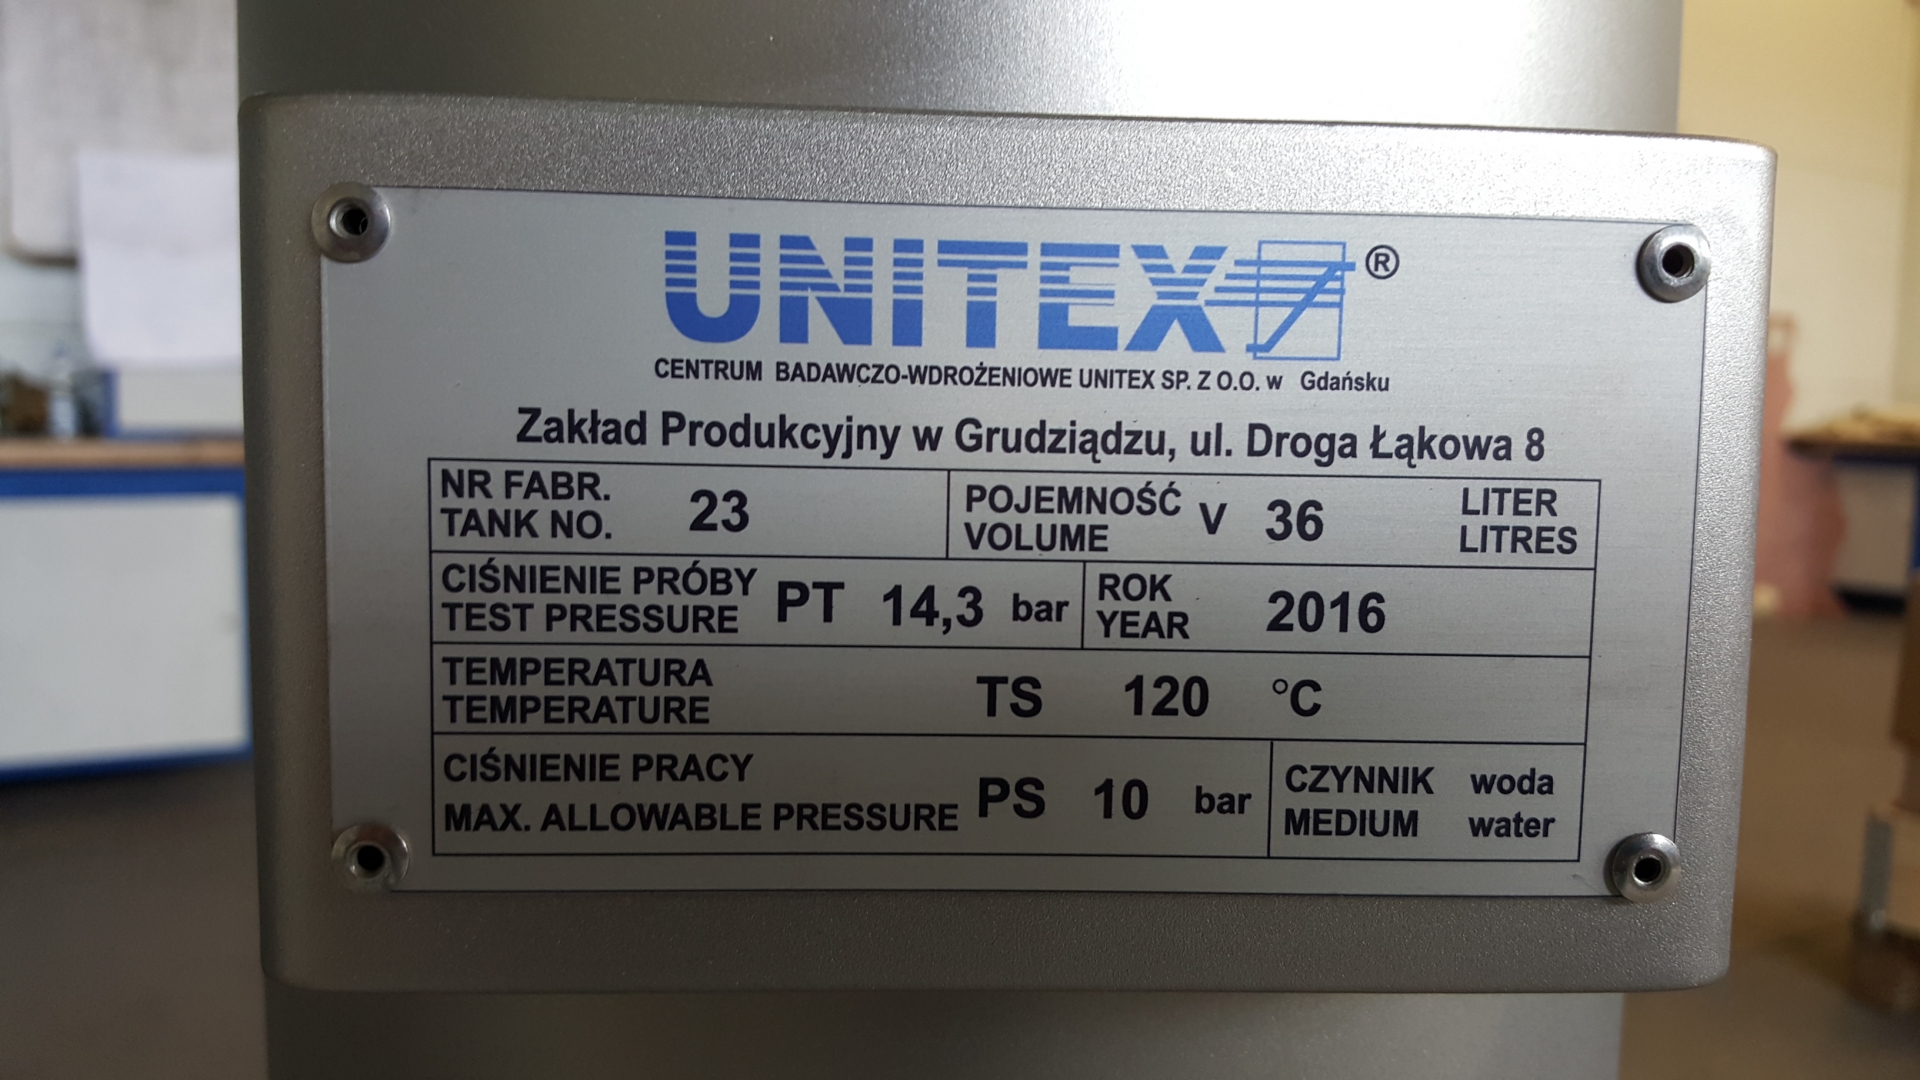 UNITEX ®
CENTRUM BADAWCZO-WDROŻENIOWE UNITEX SP. Z O.O. w Gdańsku
Zakład Produkcyjny w Grudziądzu, ul. Droga Łąkowa 8
NR FABR.
TANK NO. 23
POJEMNOŚĆ
VOLUME V 36
LITER
LITRES
CIŚNIENIE PRÓBY
TEST PRESSURE PT 14,3 bar
ROK
YEAR 2016
TEMPERATURA
TEMPERATURE TS 120 °C
CIŚNIENIE PRACY
MAX. ALLOWABLE PRESSURE PS 10 bar
CZYNNIK woda
MEDIUM water